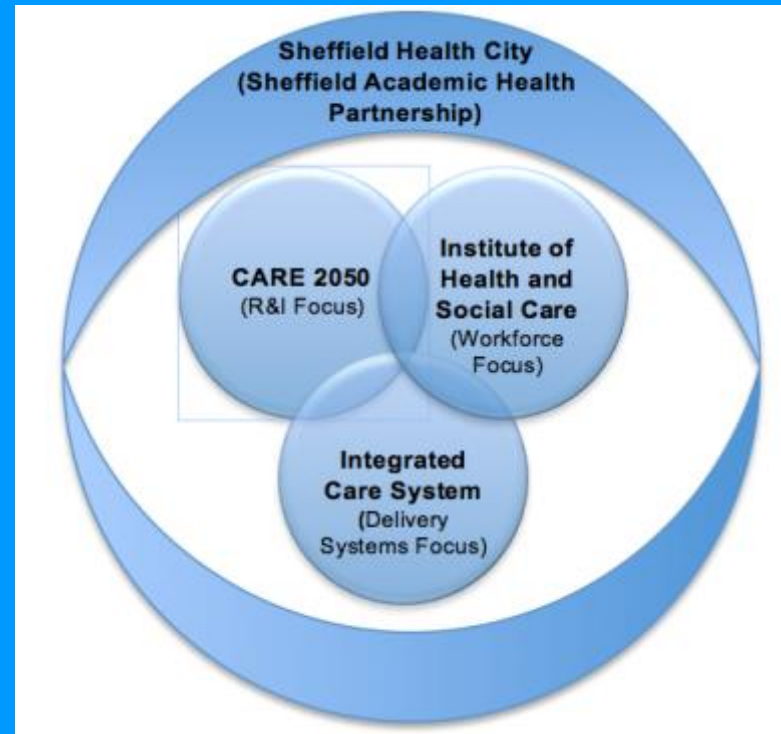 Sheffield Health City
(Sheffield Academic Health
Partnership)
CARE 2050
(R&I Focus)
Institute of
Health and
Social Care
(Workforce
Focus)
Integrated
Care System
(Delivery
Systems Focus)